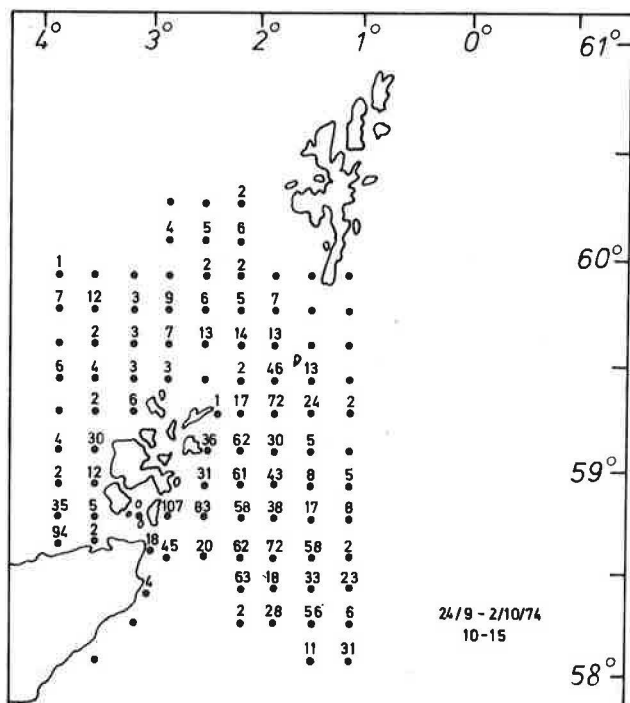 4° 3° 2° 1° 0° 61°
2
4 5 6
1 2 2 60°
7 12 3 9 6 5 7
2 3 7 13 14 13
6 4 3 3 2 46 13
2 6 1 17 72 24 2
4 30 36 62 30 5
2 12 31 61 43 8 5 59°
35 5 107 83 58 38 17 8
94 2 18 45 20 62 72 58 2
4 63 18 33 23
2 28 56 6
24/9 - 2/10/74
10-15
11 31
58°